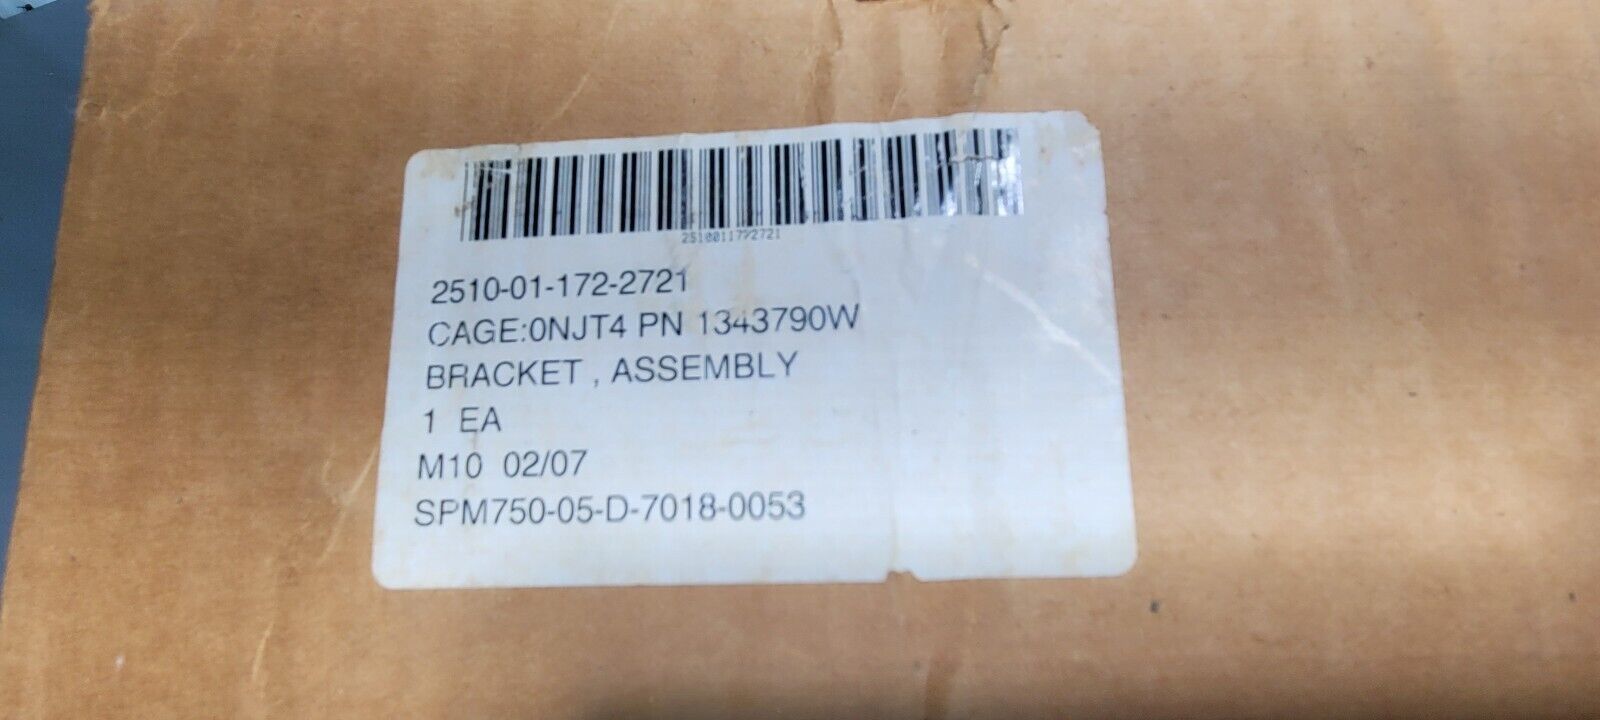 2510011722721
2510-01-172-2721
CAGE:0NJT4 PN 1343790W
BRACKET , ASSEMBLY
1 EA
M10 02/07
SPM750-05-D-7018-0053